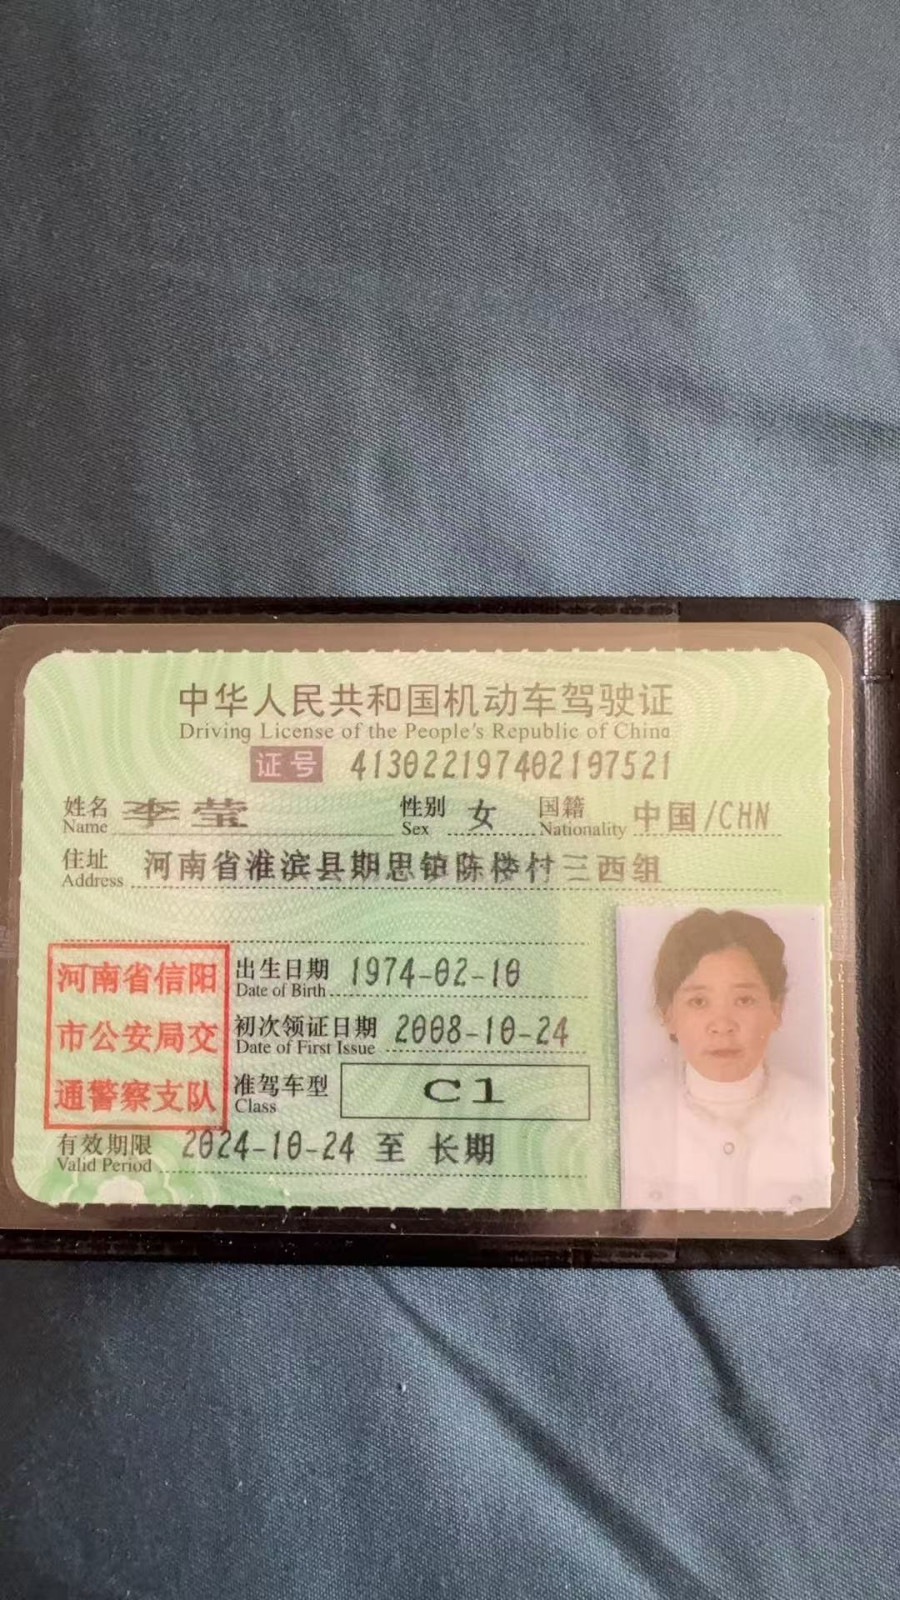 中华人民共和国机动车驾驶证
Driving License of the People's Republic of China
证号 413022197402197521
姓名 李莹 性别 女 国籍 中国/CHN
Name Sex Nationality
住址 河南省淮滨县期思镇陈楼村三西组
Address
河南省信阳
市公安局交
通警察支队
出生日期 1974-02-10
Date of Birth
初次领证日期 2008-10-24
Date of First Issue
准驾车型 C1
Class
有效期限 2024-10-24 至 长期
Valid Period